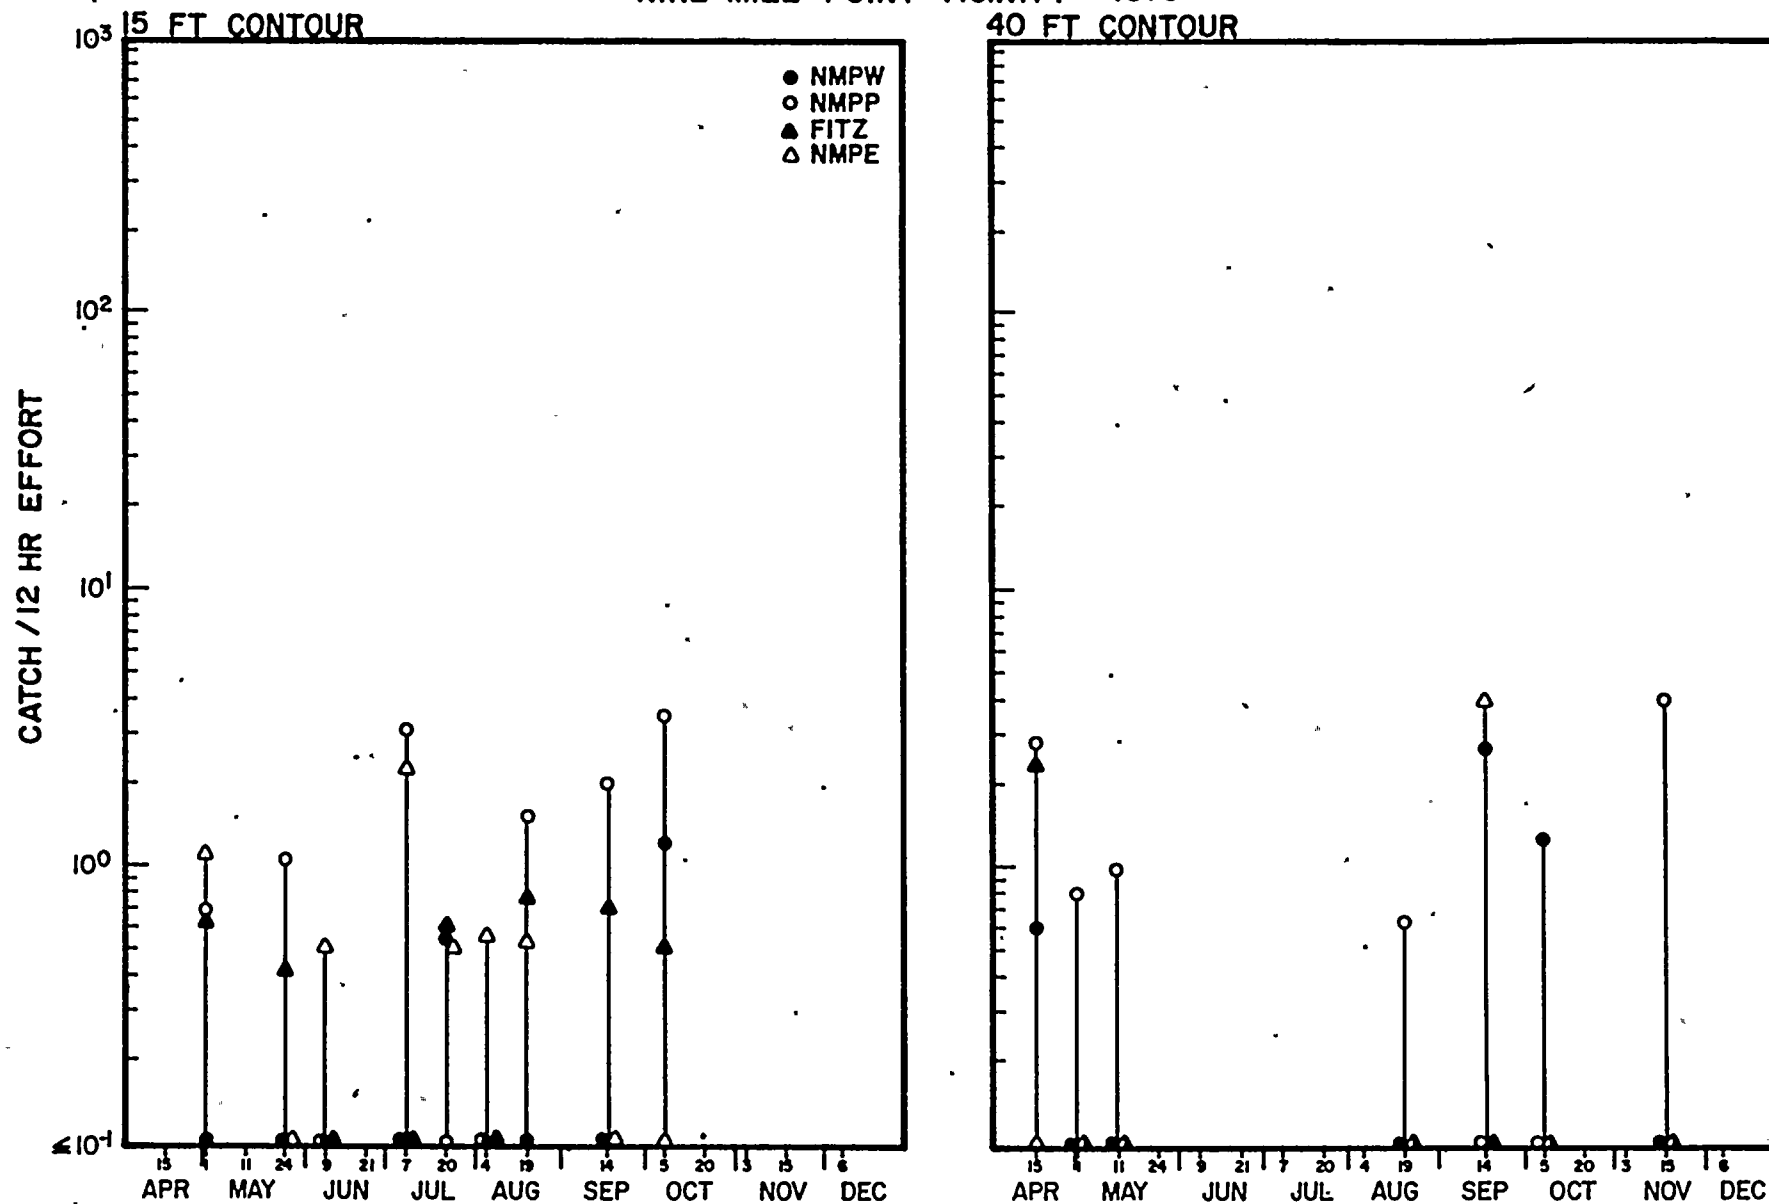 15 FT CONTOUR
40 FT CONTOUR
● NMPW
○ NMPP
▲ FITZ
△ NMPE
CATCH / 12 HR EFFORT
10³
10²
10¹
10⁰
≤10⁻¹
15 1 11 24 9 21 7 20 4 19 14 5 20 3 15 6
APR MAY JUN JUL AUG SEP OCT NOV DEC
15 11 24 9 21 7 20 4 19 14 5 20 3 15 6
APR MAY JUN JUL AUG SEP OCT NOV DEC